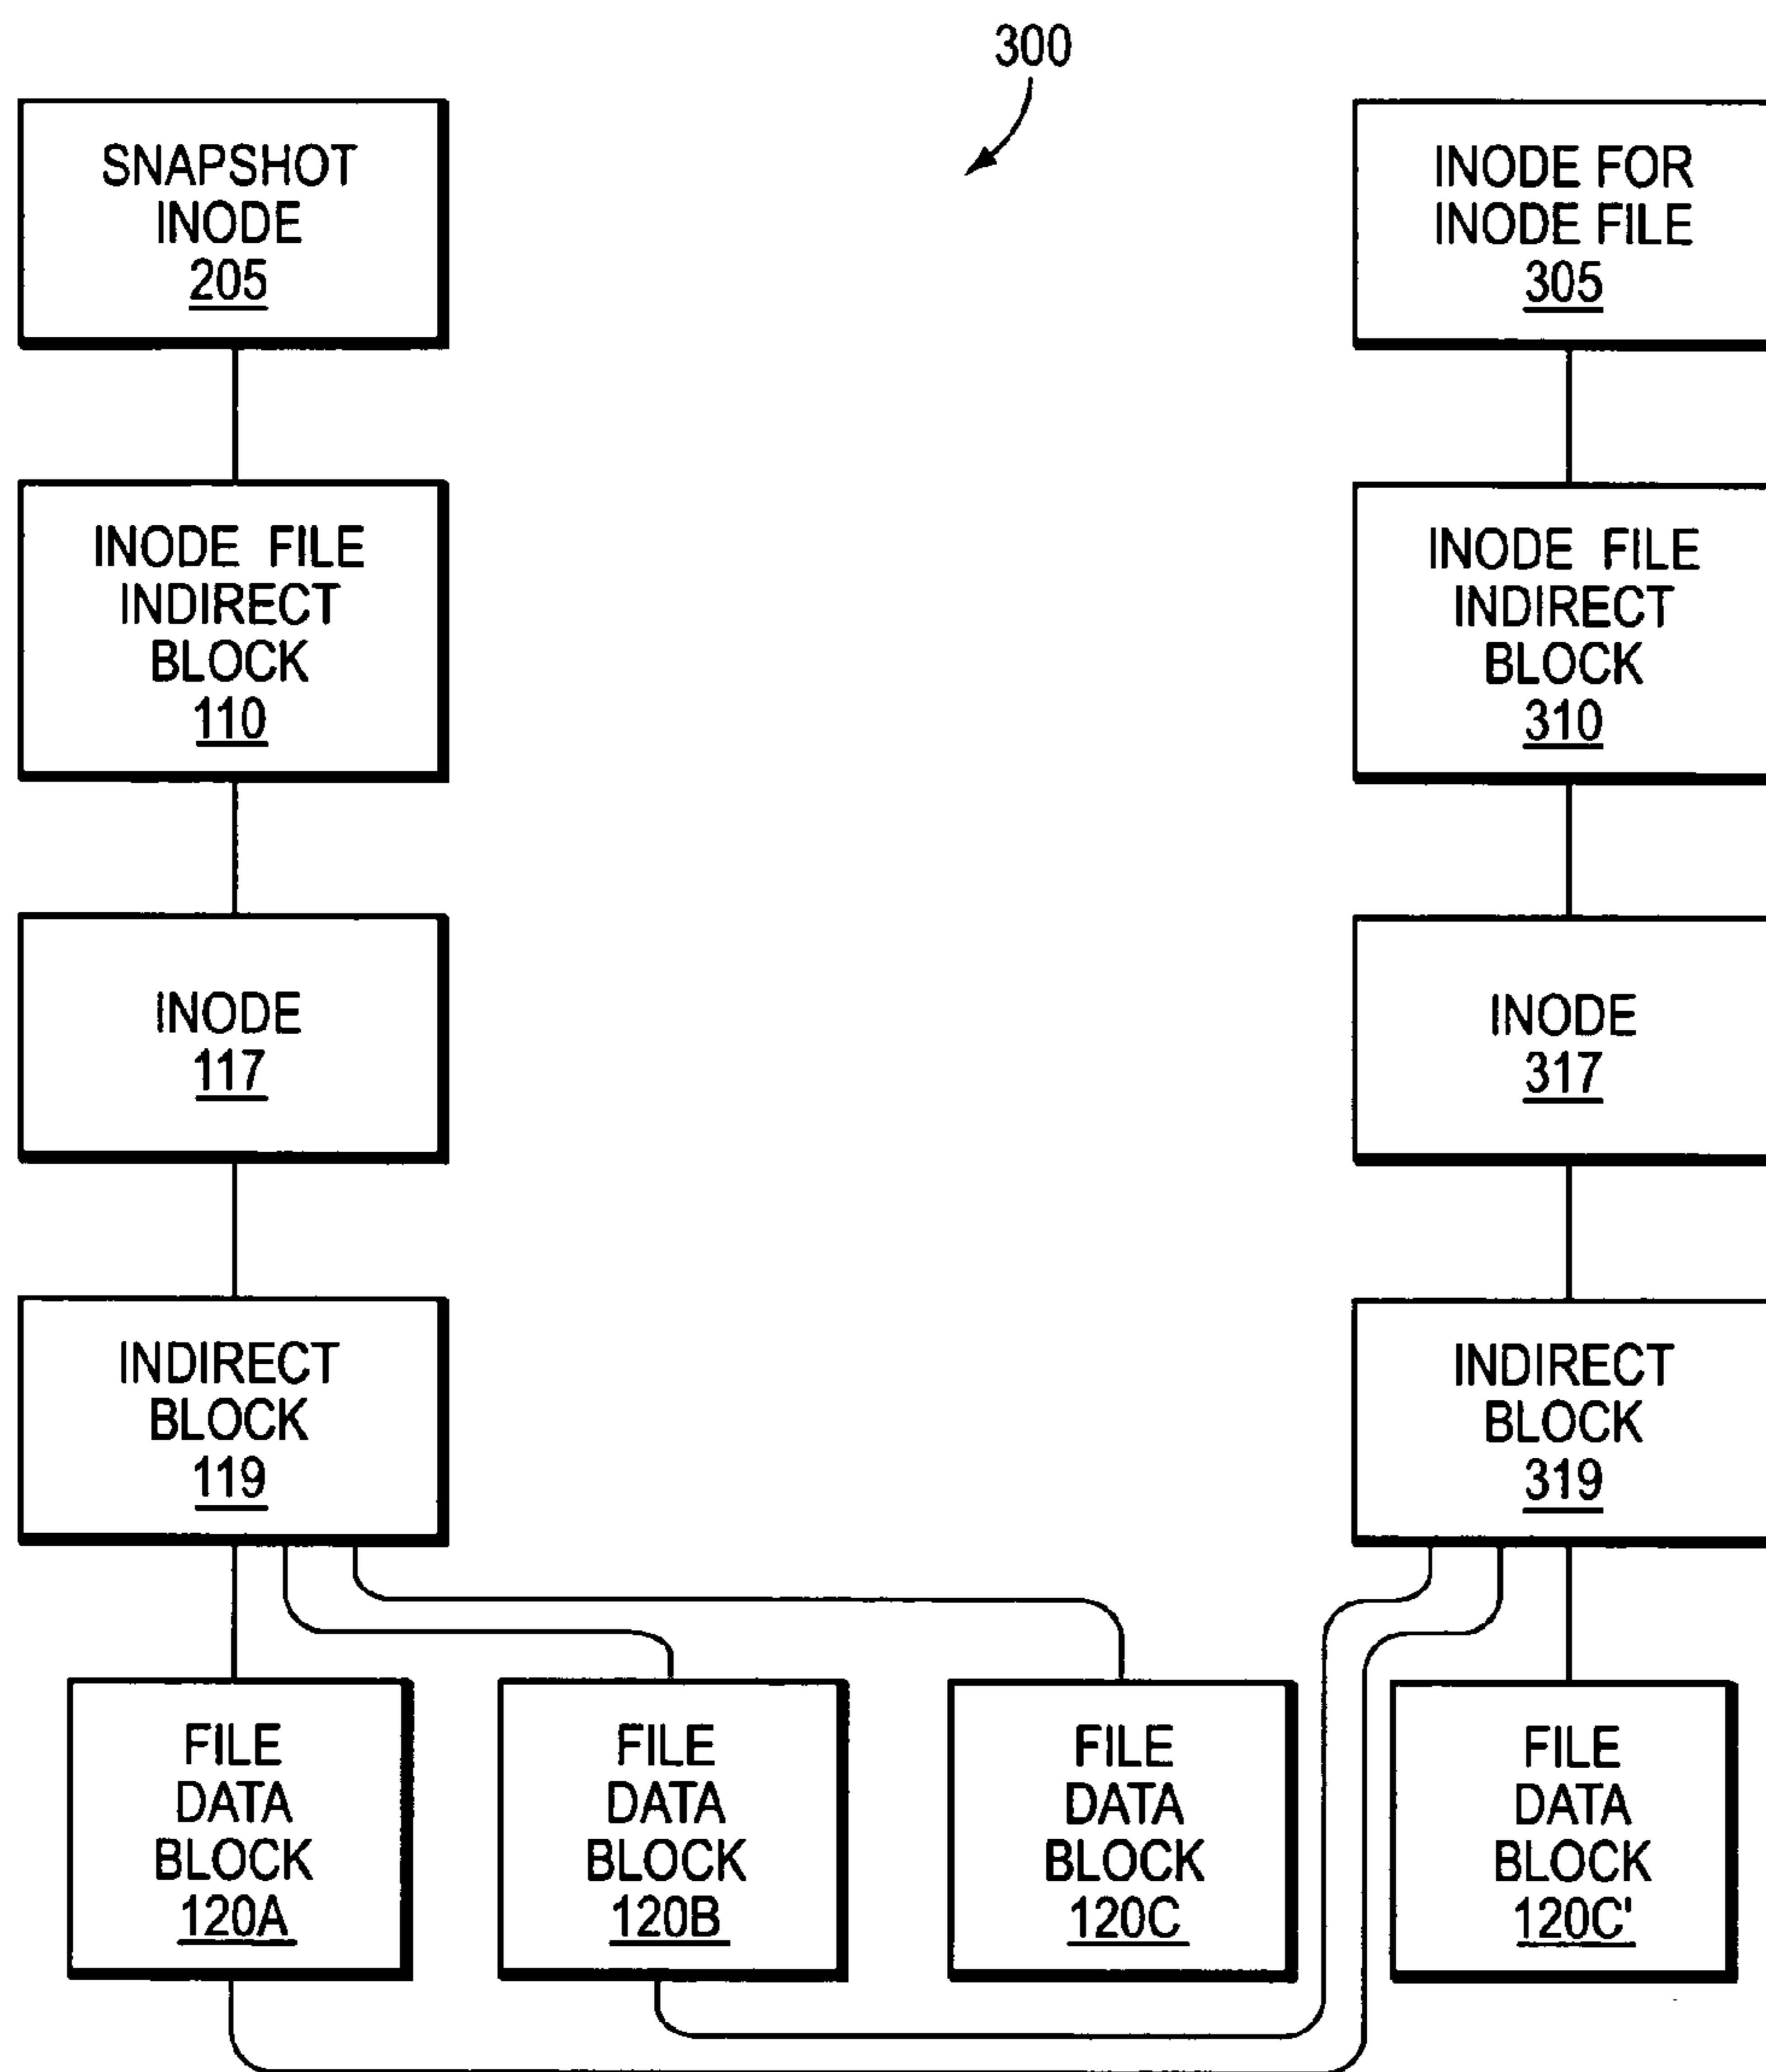 300
SNAPSHOT
INODE
205
INODE FOR
INODE FILE
305
INODE FILE
INDIRECT
BLOCK
110
INODE FILE
INDIRECT
BLOCK
310
INODE
117
INODE
317
INDIRECT
BLOCK
119
INDIRECT
BLOCK
319
FILE
DATA
BLOCK
120A
FILE
DATA
BLOCK
120B
FILE
DATA
BLOCK
120C
FILE
DATA
BLOCK
120C'